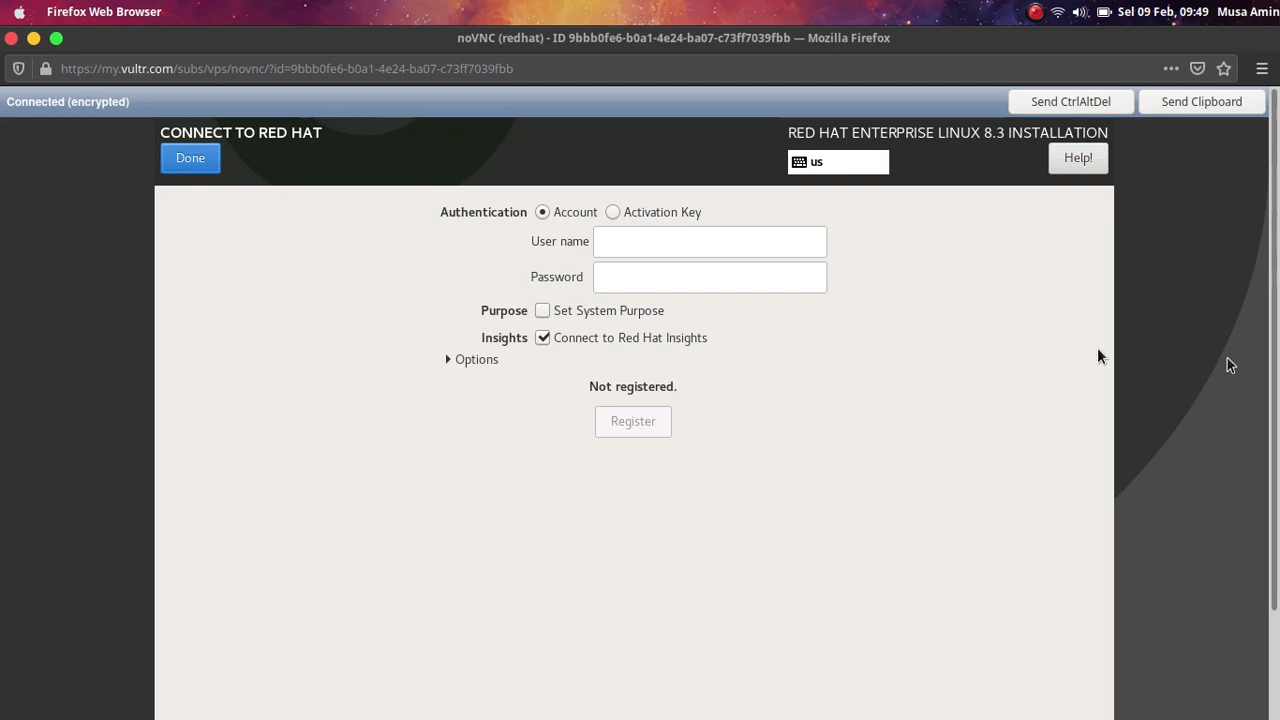 Firefox Web Browser
Sel 09 Feb, 09:49 Musa Amin
noVNC (redhat) - ID 9bbb0fe6-b0a1-4e24-ba07-c73ff7039fbb — Mozilla Firefox
https://my.vultr.com/subs/vps/novnc/?id=9bbb0fe6-b0a1-4e24-ba07-c73ff7039fbb
Connected (encrypted)
Send CtrlAltDel
Send Clipboard
CONNECT TO RED HAT
RED HAT ENTERPRISE LINUX 8.3 INSTALLATION
Done
us
Help!
Authentication Account Activation Key
User name
Password
Purpose Set System Purpose
Insights Connect to Red Hat Insights
Options
Not registered.
Register